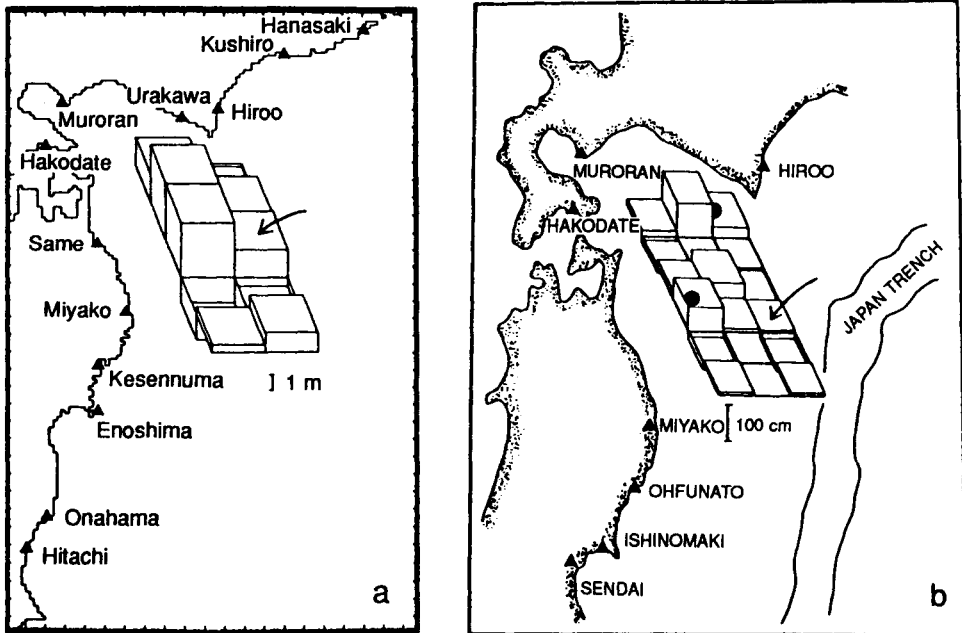 Hanasaki
Kushiro
Urakawa
Hiroo
Muroran
Hakodate
Same
Miyako
Kesennuma
1 m
Enoshima
Onahama
Hitachi
a
MURORAN
HIROO
HAKODATE
JAPAN TRENCH
MIYAKO
100 cm
OHFUNATO
ISHINOMAKI
SENDAI
b